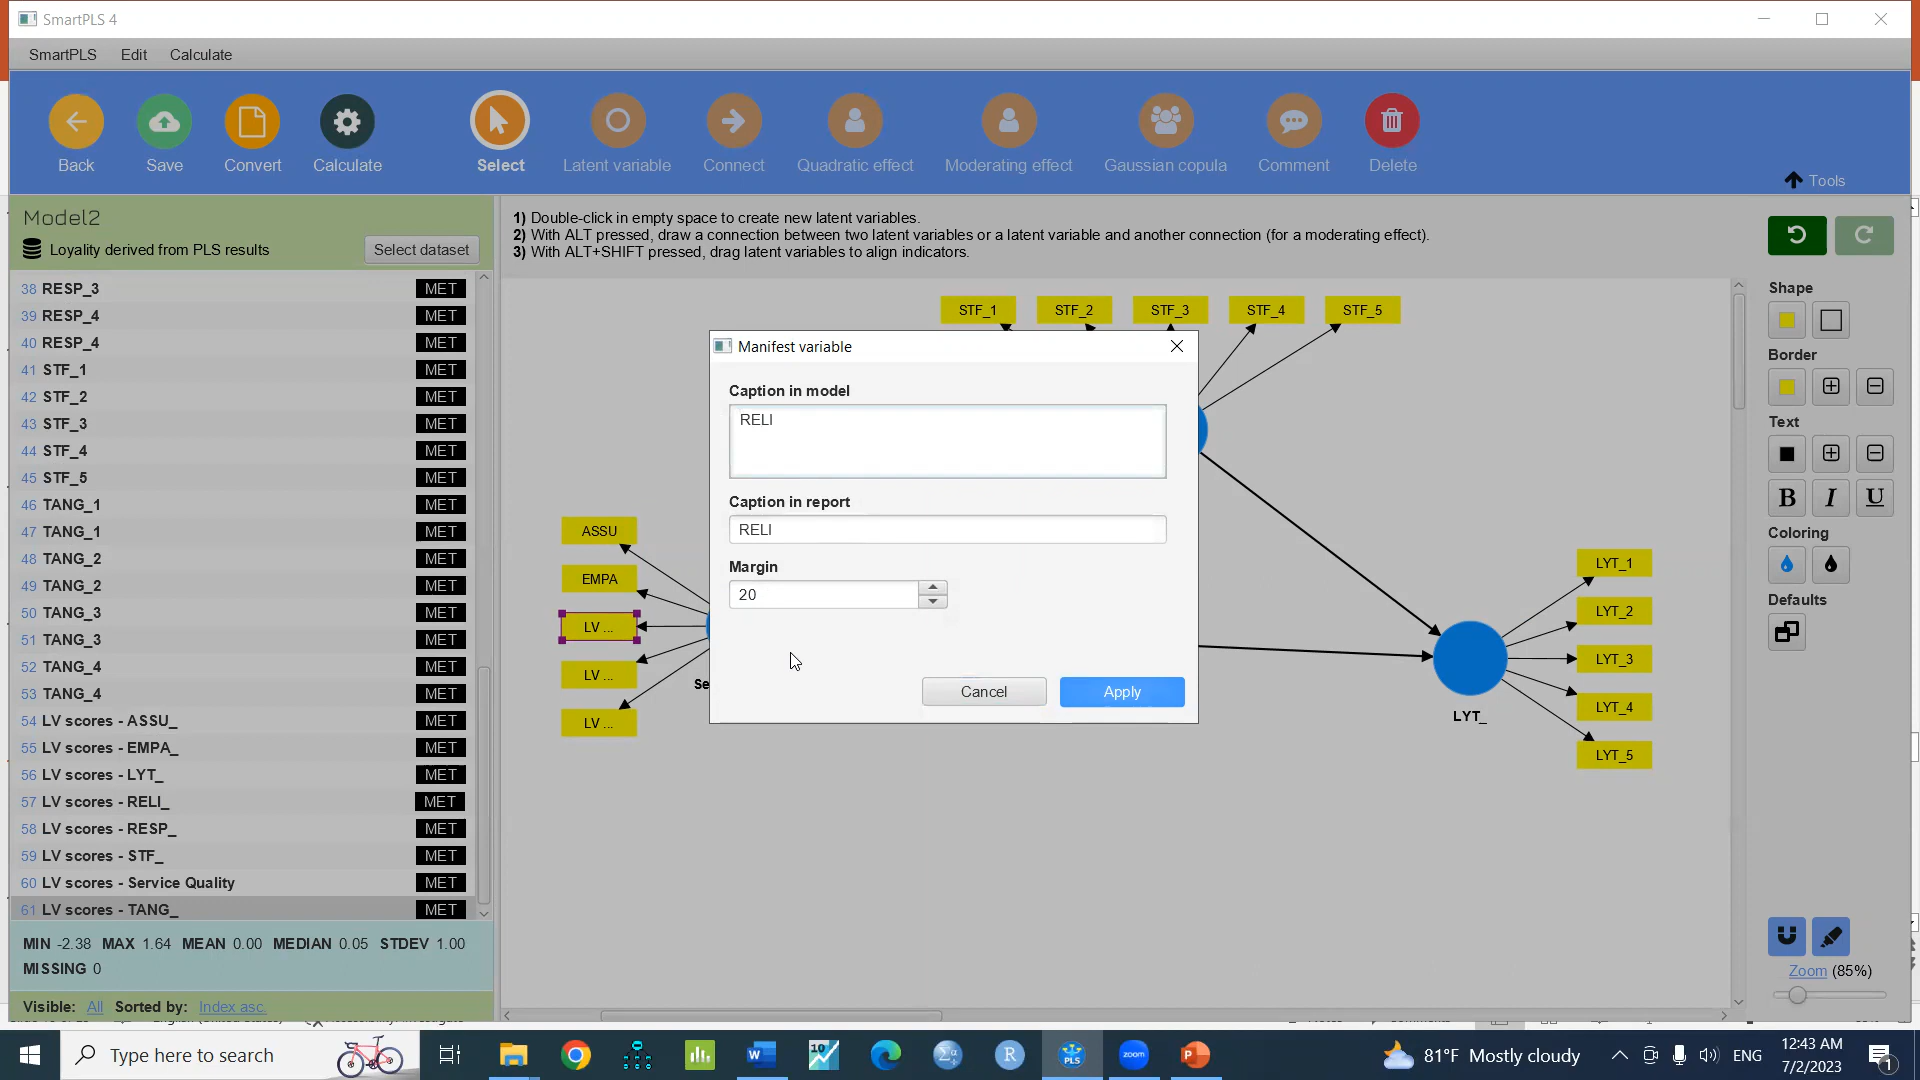 SmartPLS 4
SmartPLS Edit Calculate
Back Save Convert Calculate Select Latent variable Connect Quadratic effect Moderating effect Gaussian copula Comment Delete
Tools
Model2
Loyality derived from PLS results Select dataset
1) Double-click in empty space to create new latent variables.
2) With ALT pressed, draw a connection between two latent variables or a latent variable and another connection (for a moderating effect).
3) With ALT+SHIFT pressed, drag latent variables to align indicators.
38 RESP_3 MET
39 RESP_4 MET
40 RESP_4 MET
41 STF_1 MET
42 STF_2 MET
43 STF_3 MET
44 STF_4 MET
45 STF_5 MET
46 TANG_1 MET
47 TANG_1 MET
48 TANG_2 MET
49 TANG_2 MET
50 TANG_3 MET
51 TANG_3 MET
52 TANG_4 MET
53 TANG_4 MET
54 LV scores - ASSU_ MET
55 LV scores - EMPA_ MET
56 LV scores - LYT_ MET
57 LV scores - RELI_ MET
58 LV scores - RESP_ MET
59 LV scores - STF_ MET
60 LV scores - Service Quality MET
61 LV scores - TANG_ MET
MIN -2.38 MAX 1.64 MEAN 0.00 MEDIAN 0.05 STDEV 1.00
MISSING 0
Visible: All Sorted by: Index asc.
STF_1 STF_2 STF_3 STF_4 STF_5
ASSU
EMPA
LV ...
LV ...
LV ...
Se
Manifest variable
Caption in model
RELI
Caption in report
RELI
Margin
20
Cancel Apply
LYT_1
LYT_2
LYT_3
LYT_4
LYT_5
LYT_
Shape
Border
Text
B I U
Coloring
Defaults
Zoom (85%)
Type here to search
W
10
R
PLS
zoom
P
81°F Mostly cloudy
ENG
12:43 AM
7/2/2023
1